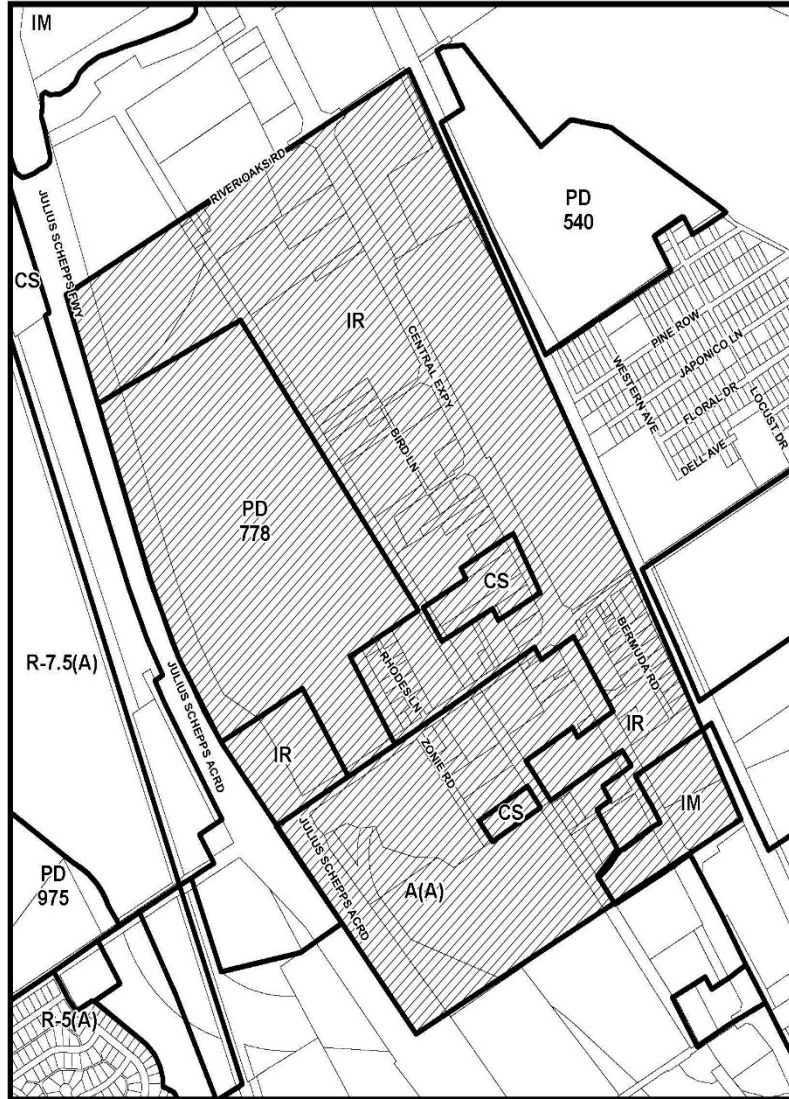 IM
RIVER OAKS RD
JULIUS SCHEPPS FWY
CS
PD
540
IR
CENTRAL EXPY
PINE ROW
JAPONICO LN
WESTERN AVE
FLORAL DR
LOCUST DR
DELL AVE
BIRD LN
PD
778
CS
RHODES LN
BERMUDA RD
R-7.5(A)
JULIUS SCHEPPS ACRD
IR
IR
ZONIE RD
CS
IM
JULIUS SCHEPPS ACRD
PD
975
A(A)
R-5(A)